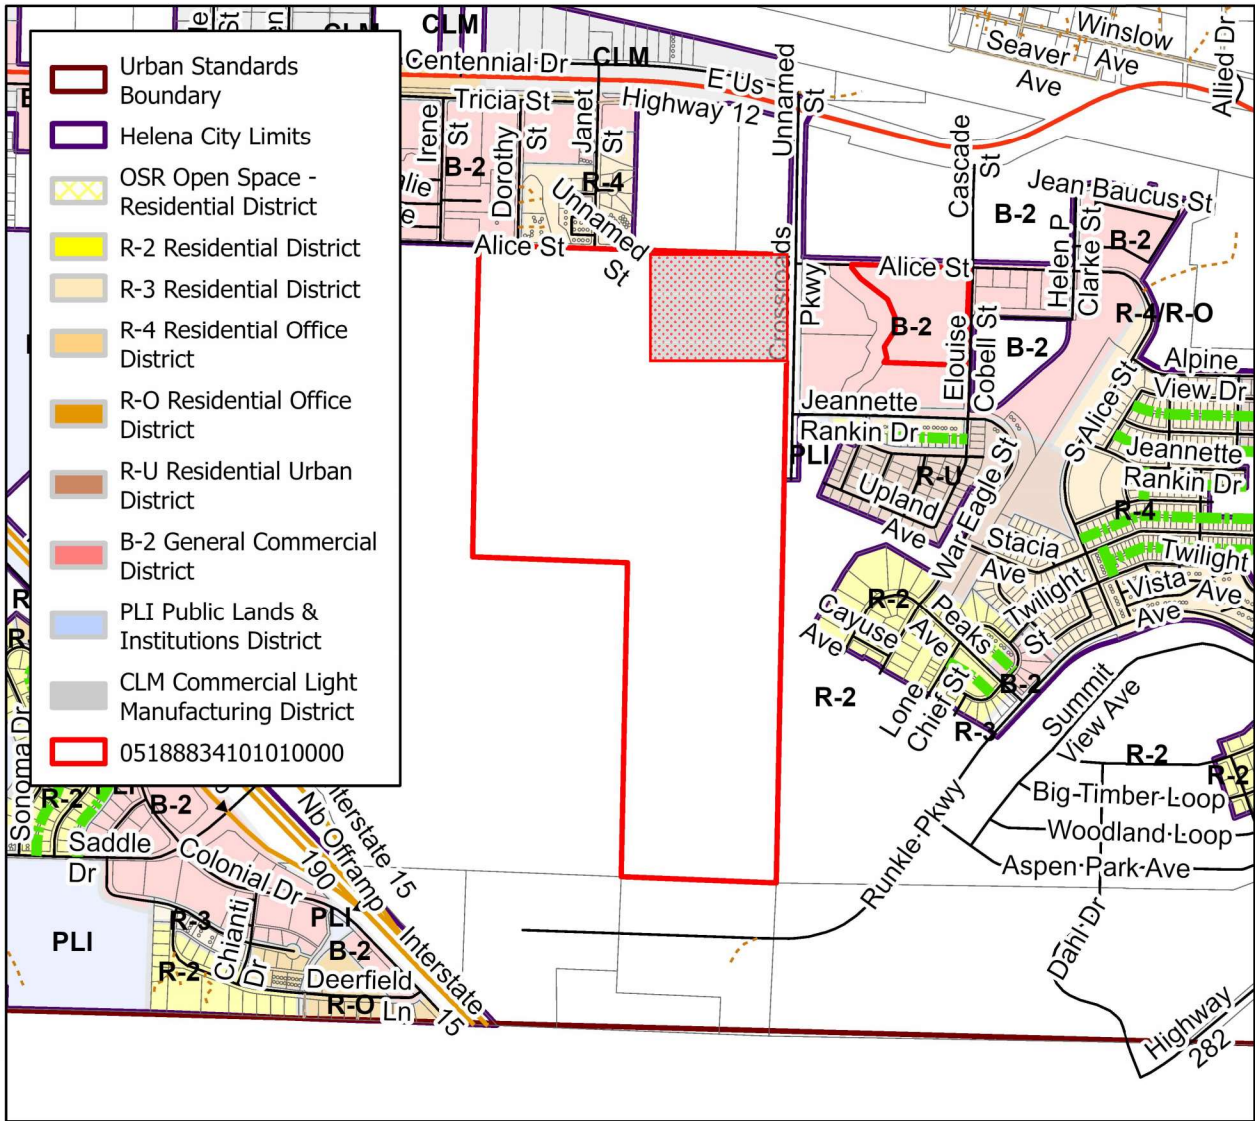 Urban Standards
Boundary
Helena City Limits
OSR Open Space -
Residential District
R-2 Residential District
R-3 Residential District
R-4 Residential Office
District
R-O Residential Office
District
R-U Residential Urban
District
B-2 General Commercial
District
PLI Public Lands &
Institutions District
CLM Commercial Light
Manufacturing District
05188834101010000
St
CLM
CLM
Centennial Dr
E Us
Highway 12
Unnamed
St
Winslow
Ave
Seaver
Ave
Allied Dr
Tricia St
Irene
St
Dorothy
St
Janet
St
B-2
R-4
Unnamed
St
Alice St
Cascade
St
B-2
Jean Baucus St
B-2
Helen P
Clarke St
Crossroads
Pkwy
Alice St
B-2
Elouise
Cobell St
B-2
R-4/R-O
Alpine
View Dr
S Alice St
Jeannette
Rankin Dr
Jeannette
Rankin Dr
PLI
R-U
Upland
Ave
War Eagle St
R-4
Stacia
Ave
Twilight
Vista
Ave
Ave
Twilight
St
R-2
Cayuse
Ave
Peaks
Ave
Lone
Chief St
B-2
R-3
R-2
Summit
View Ave
R-2
R-2
Big Timber Loop
Woodland Loop
Aspen Park Ave
Runkle Pkwy
Dahl Dr
Highway
282
R
Sonoma Dr
R-2
PLI
B-2
Saddle
Dr
Colonial Dr
Nb Offramp
190
Interstate 15
R-3
Chianti
Dr
PLI
B-2
PLI
R-2
Deerfield
Ln
R-O
Interstate
15